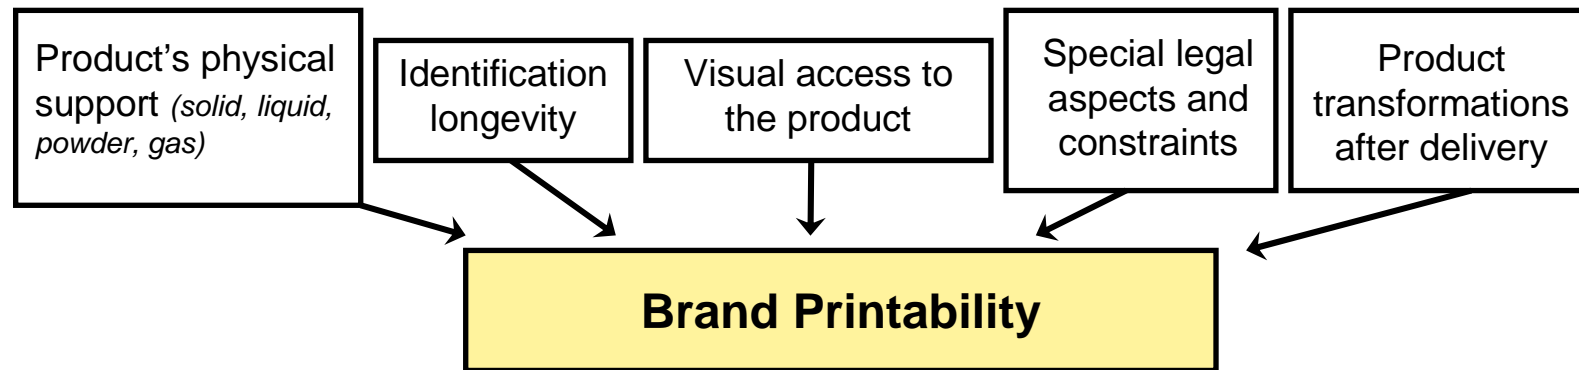 Product’s physical
support (solid, liquid,
powder, gas)
Identification
longevity
Visual access to
the product
Special legal
aspects and
constraints
Product
transformations
after delivery
Brand Printability